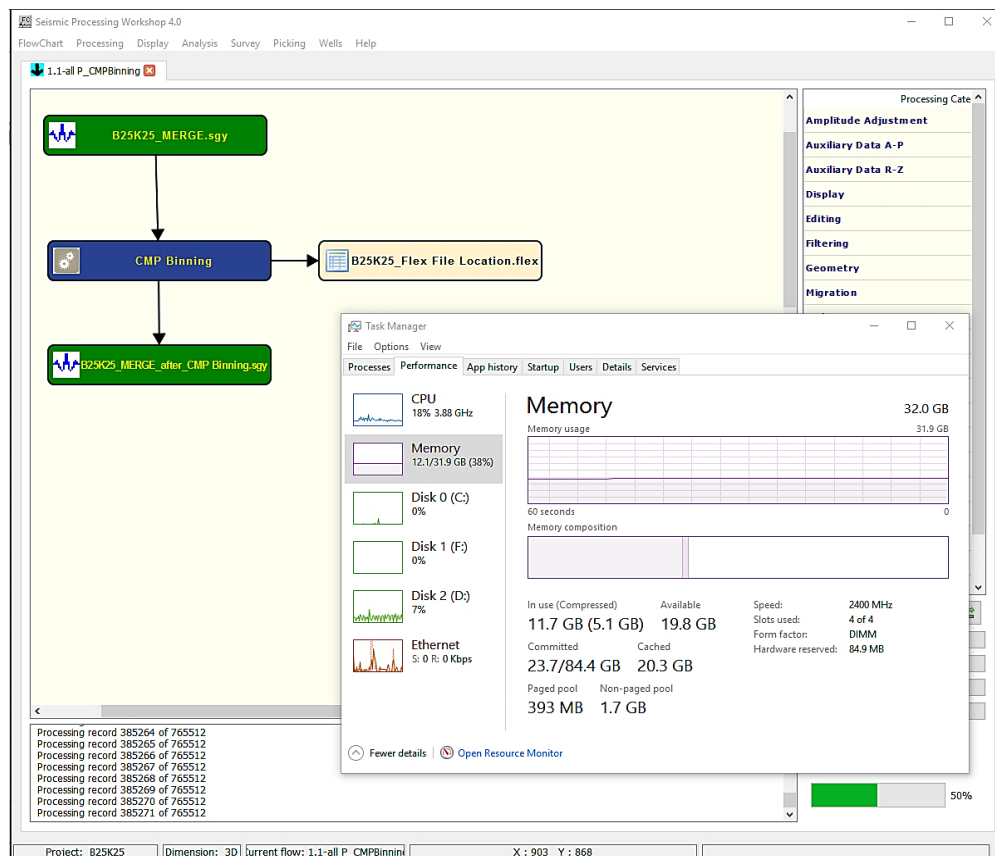 Seismic Processing Workshop 4.0
FlowChart Processing Display Analysis Survey Picking Wells Help
1.1-all P_CMPBinning
B25K25_MERGE.sgy
CMP Binning
B25K25_Flex File Location.flex
B25K25_MERGE_after_CMP Binning.sgy
Processing Cate
Amplitude Adjustment
Auxiliary Data A-P
Auxiliary Data R-Z
Display
Editing
Filtering
Geometry
Migration
Task Manager
File Options View
Processes Performance App history Startup Users Details Services
CPU
18% 3.88 GHz
Memory
12.1/31.9 GB (38%)
Disk 0 (C:)
0%
Disk 1 (F:)
0%
Disk 2 (D:)
7%
Ethernet
S: 0 R: 0 Kbps
Memory 32.0 GB
Memory usage 31.9 GB
60 seconds 0
Memory composition
In use (Compressed) Available
11.7 GB (5.1 GB) 19.8 GB
Committed Cached
23.7/84.4 GB 20.3 GB
Paged pool Non-paged pool
393 MB 1.7 GB
Speed: 2400 MHz
Slots used: 4 of 4
Form factor: DIMM
Hardware reserved: 84.9 MB
Fewer details Open Resource Monitor
Processing record 385264 of 765512
Processing record 385265 of 765512
Processing record 385266 of 765512
Processing record 385267 of 765512
Processing record 385268 of 765512
Processing record 385269 of 765512
Processing record 385270 of 765512
Processing record 385271 of 765512
50%
Project: B25K25 Dimension: 3D urrent flow: 1.1-all P_CMPBinnin X : 903 Y : 868